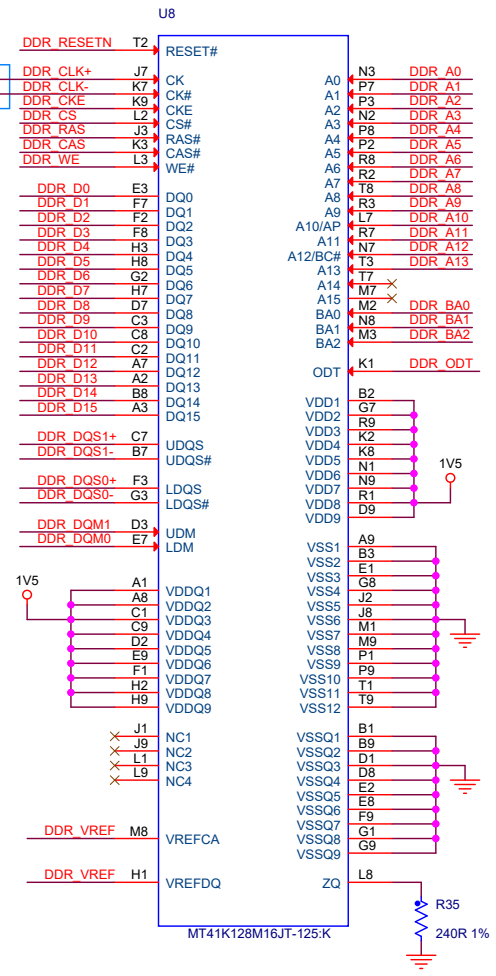 U8
DDR_RESETN T2 RESET#
DDR_CLK+ J7 CK
DDR_CLK- K7 CK#
DDR_CKE K9 CKE
DDR_CS L2 CS#
DDR_RAS J3 RAS#
DDR_CAS K3 CAS#
DDR_WE L3 WE#
DDR_D0 E3 DQ0
DDR_D1 F7 DQ1
DDR_D2 F2 DQ2
DDR_D3 F8 DQ3
DDR_D4 H3 DQ4
DDR_D5 H8 DQ5
DDR_D6 G2 DQ6
DDR_D7 H7 DQ7
DDR_D8 D7 DQ8
DDR_D9 C3 DQ9
DDR_D10 C8 DQ10
DDR_D11 C2 DQ11
DDR_D12 A7 DQ12
DDR_D13 A2 DQ13
DDR_D14 B8 DQ14
DDR_D15 A3 DQ15
DDR_DQS1+ C7 UDQS
DDR_DQS1- B7 UDQS#
DDR_DQS0+ F3 LDQS
DDR_DQS0- G3 LDQS#
DDR_DQM1 D3 UDM
DDR_DQM0 E7 LDM
1V5
A1 VDDQ1
A8 VDDQ2
C1 VDDQ3
C9 VDDQ4
D2 VDDQ5
E9 VDDQ6
F1 VDDQ7
H2 VDDQ8
H9 VDDQ9
J1 NC1
J9 NC2
L1 NC3
L9 NC4
DDR_VREF M8 VREFCA
DDR_VREF H1 VREFDQ
A0 N3 DDR_A0
A1 P7 DDR_A1
A2 P3 DDR_A2
A3 N2 DDR_A3
A4 P8 DDR_A4
A5 P2 DDR_A5
A6 R8 DDR_A6
A7 R2 DDR_A7
A8 T8 DDR_A8
A9 R3 DDR_A9
A10/AP L7 DDR_A10
A11 R7 DDR_A11
A12/BC# N7 DDR_A12
A13 T3 DDR_A13
A14 T7
A15 M7
BA0 M2 DDR_BA0
BA1 N8 DDR_BA1
BA2 M3 DDR_BA2
ODT K1 DDR_ODT
VDD1 B2
VDD2 G7
VDD3 R9
VDD4 K2
VDD5 K8
VDD6 N1
VDD7 N9
VDD8 R1
VDD9 D9
1V5
VSS1 A9
VSS2 B3
VSS3 E1
VSS4 G8
VSS5 J2
VSS6 J8
VSS7 M1
VSS8 M9
VSS9 P1
VSS10 P9
VSS11 T1
VSS12 T9
VSSQ1 B1
VSSQ2 B9
VSSQ3 D1
VSSQ4 D8
VSSQ5 E2
VSSQ6 E8
VSSQ7 F9
VSSQ8 G1
VSSQ9 G9
ZQ L8
R35
240R 1%
MT41K128M16JT-125:K